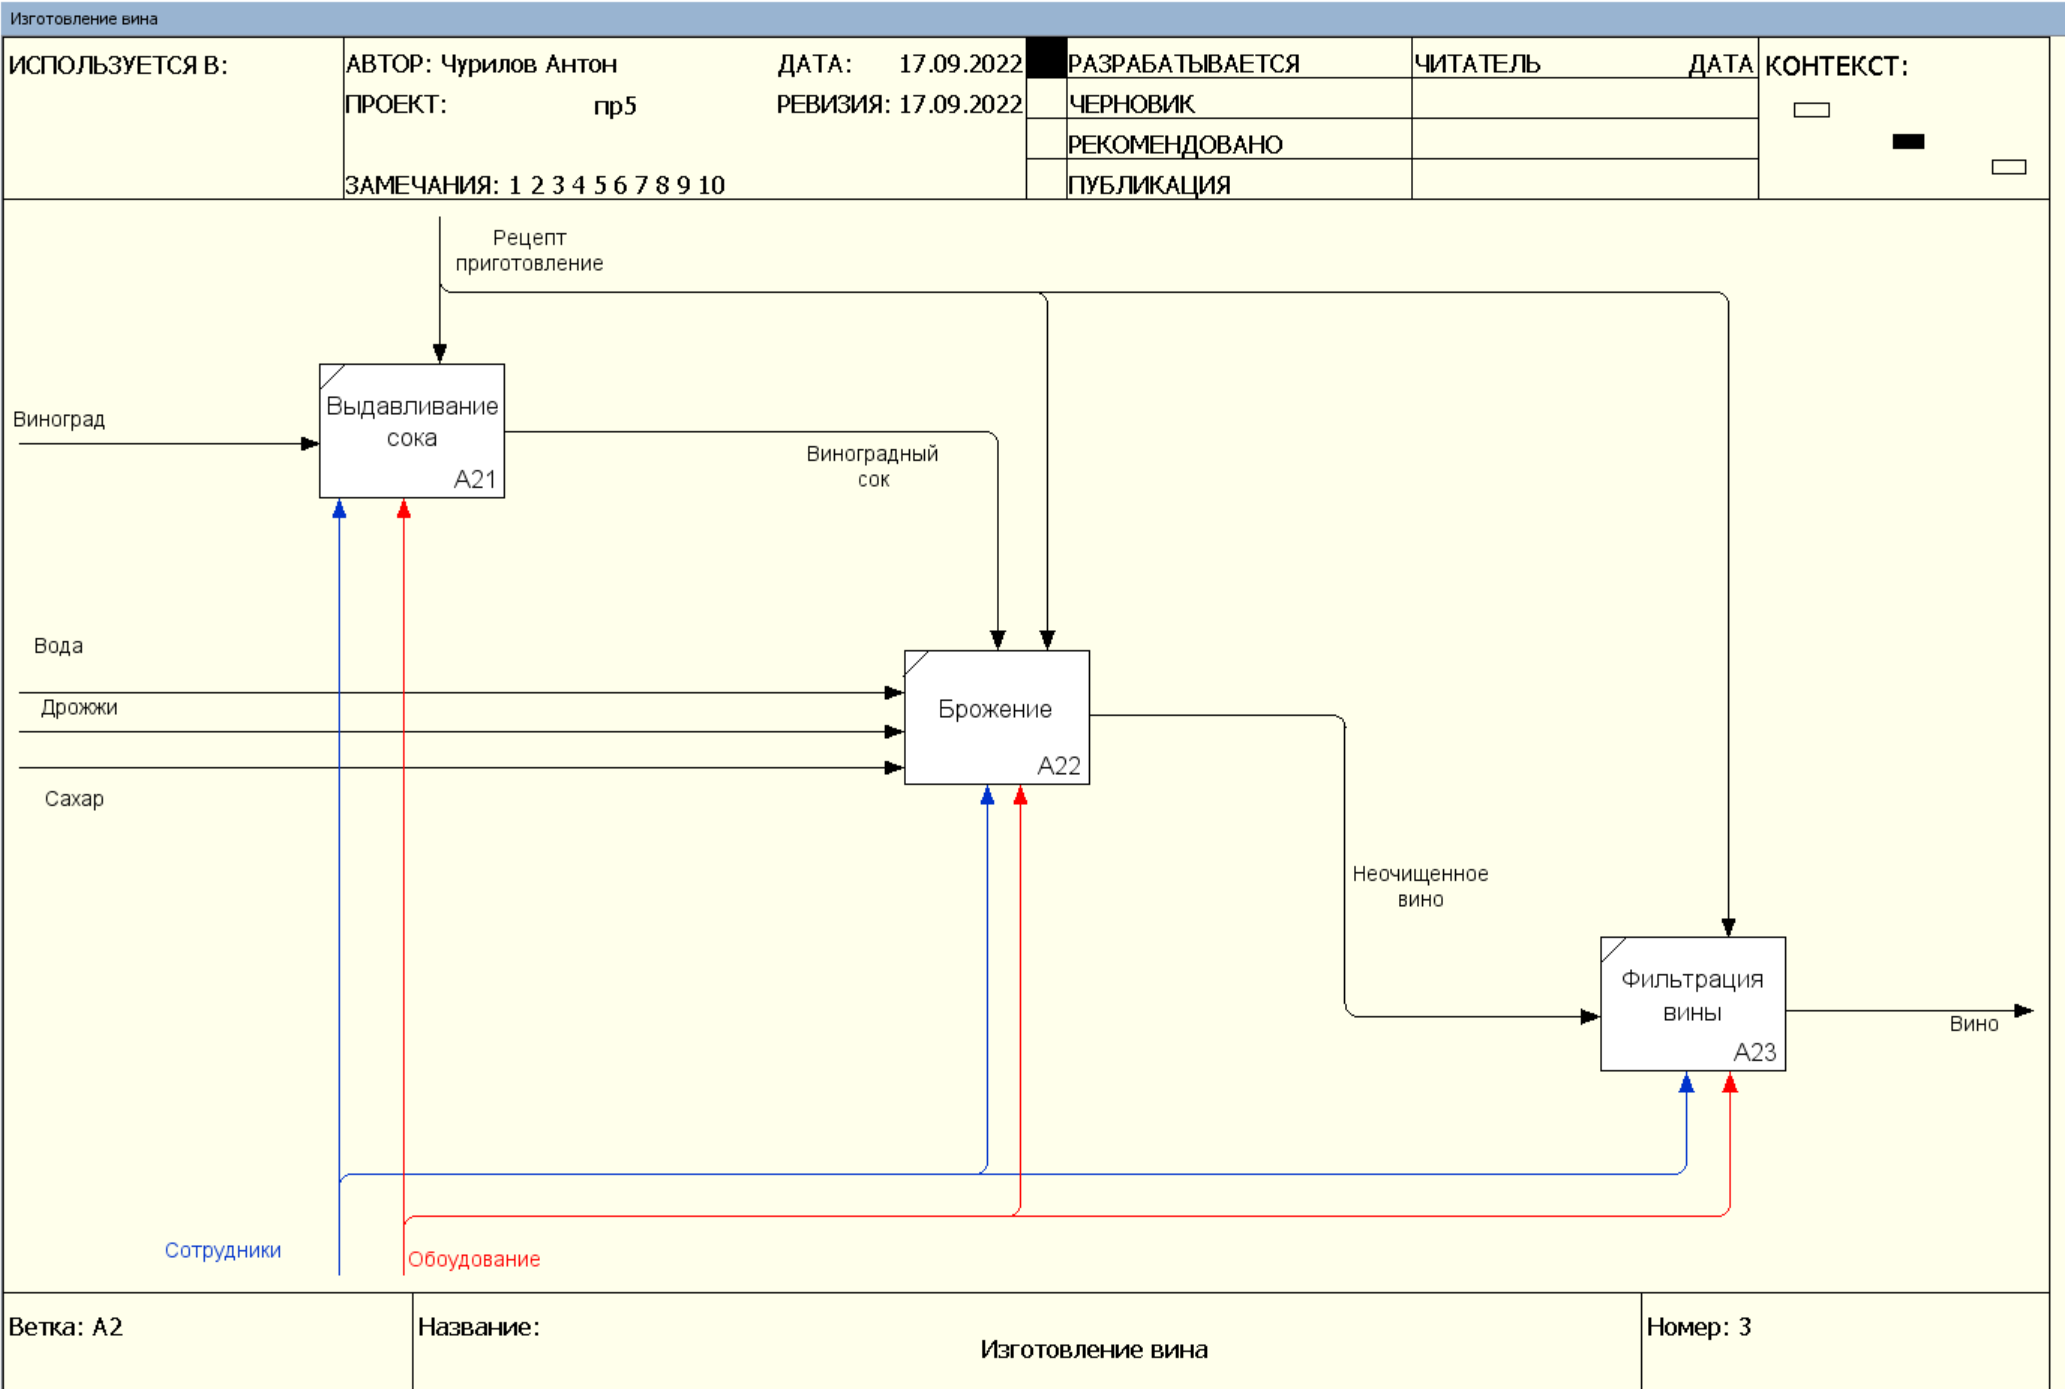 Изготовление вина
ИСПОЛЬЗУЕТСЯ В:
АВТОР: Чурилов Антон
ДАТА: 17.09.2022
ПРОЕКТ: пр5
РЕВИЗИЯ: 17.09.2022
ЗАМЕЧАНИЯ: 1 2 3 4 5 6 7 8 9 10
РАЗРАБАТЫВАЕТСЯ
ЧЕРНОВИК
РЕКОМЕНДОВАНО
ПУБЛИКАЦИЯ
ЧИТАТЕЛЬ ДАТА
КОНТЕКСТ:
Рецепт
приготовление
Виноград
Выдавливание
сока
A21
Виноградный
сок
Вода
Дрожжи
Сахар
Брожение
A22
Неочищенное
вино
Фильтрация
вины
A23
Вино
Сотрудники
Обоудование
Ветка: A2
Название:
Изготовление вина
Номер: 3